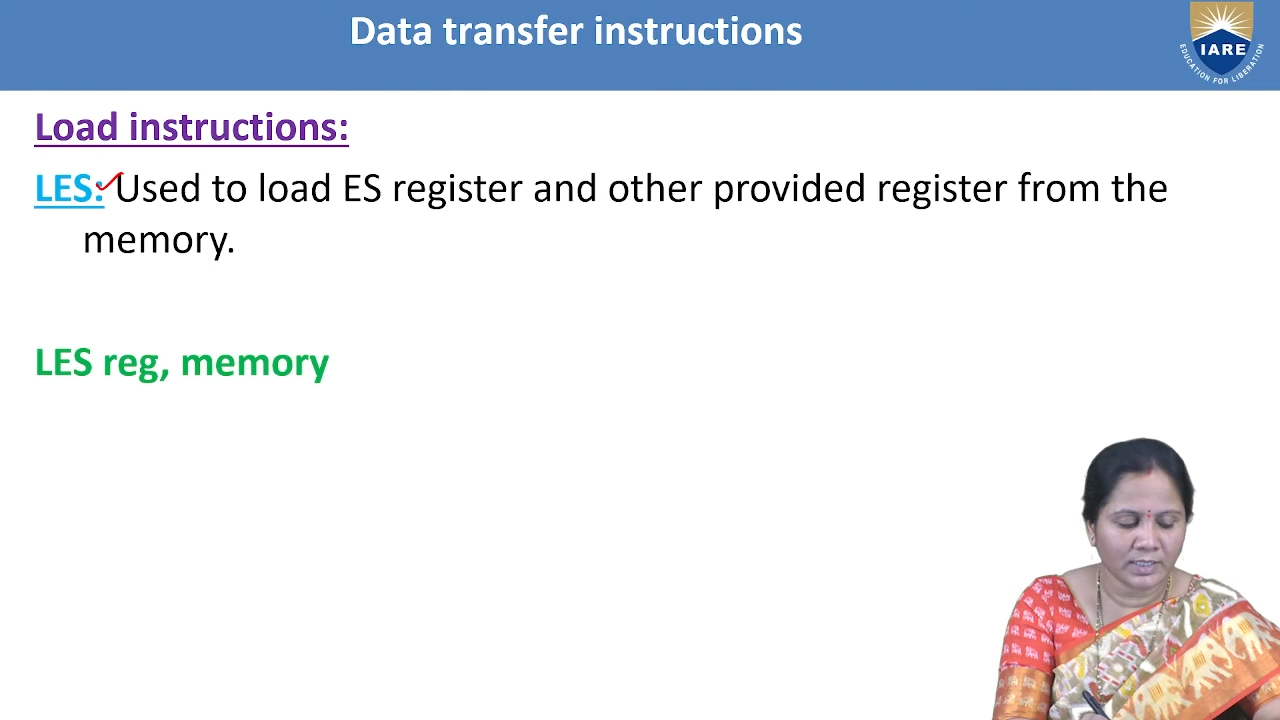 Data transfer instructions
IARE
EDUCATION FOR LIBERATION
Load instructions:
LES: Used to load ES register and other provided register from the
memory.
LES reg, memory